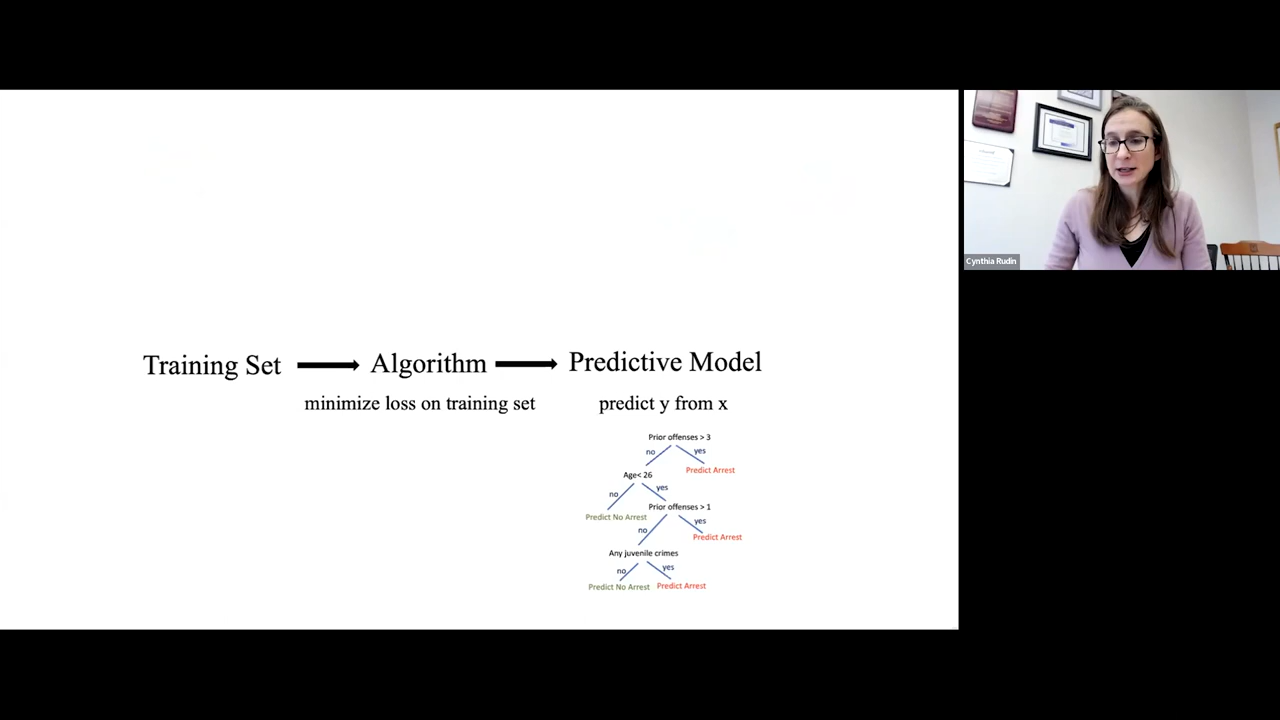 Training Set
Algorithm
Predictive Model
minimize loss on training set
predict y from x
Prior offenses > 3
no
yes
Age< 26
Predict Arrest
no
yes
Predict No Arrest
Prior offenses > 1
no
yes
Predict Arrest
Any juvenile crimes
no
yes
Predict No Arrest
Predict Arrest
Cynthia Rudin